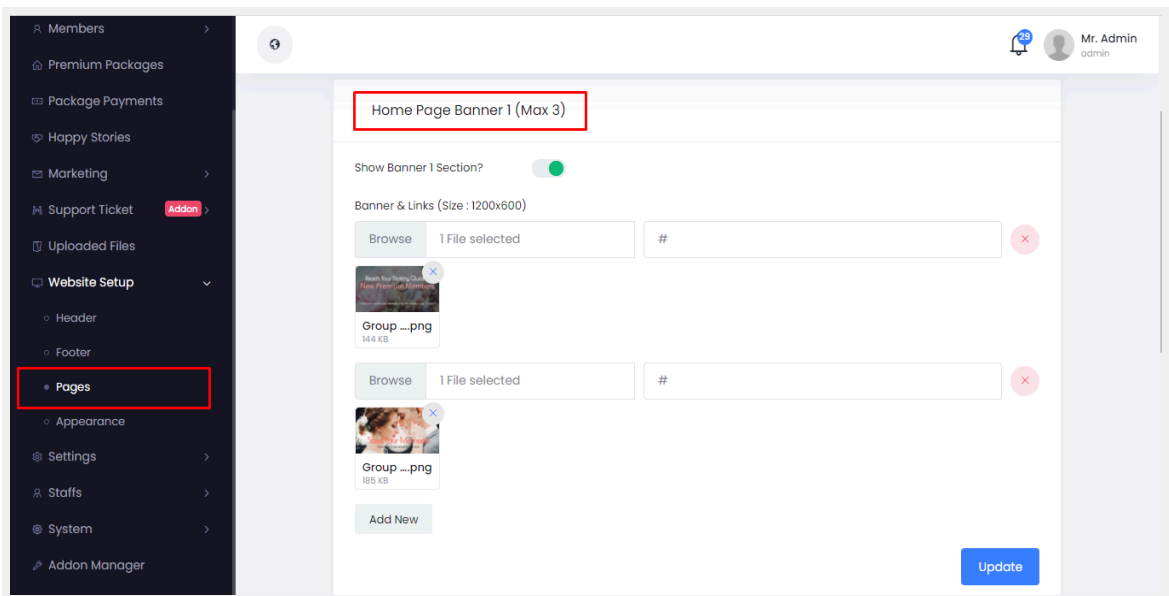 Members
Premium Packages
Package Payments
Happy Stories
Marketing
Support Ticket Addon
Uploaded Files
Website Setup
Header
Footer
Pages
Appearance
Settings
Staffs
System
Addon Manager
29
Mr. Admin
admin
Home Page Banner 1 (Max 3)
Show Banner 1 Section?
Banner & Links (Size : 1200x600)
Browse 1 File selected #
New Premium Members
Group ....png
144 KB
Browse 1 File selected #
Group ....png
185 KB
Add New
Update